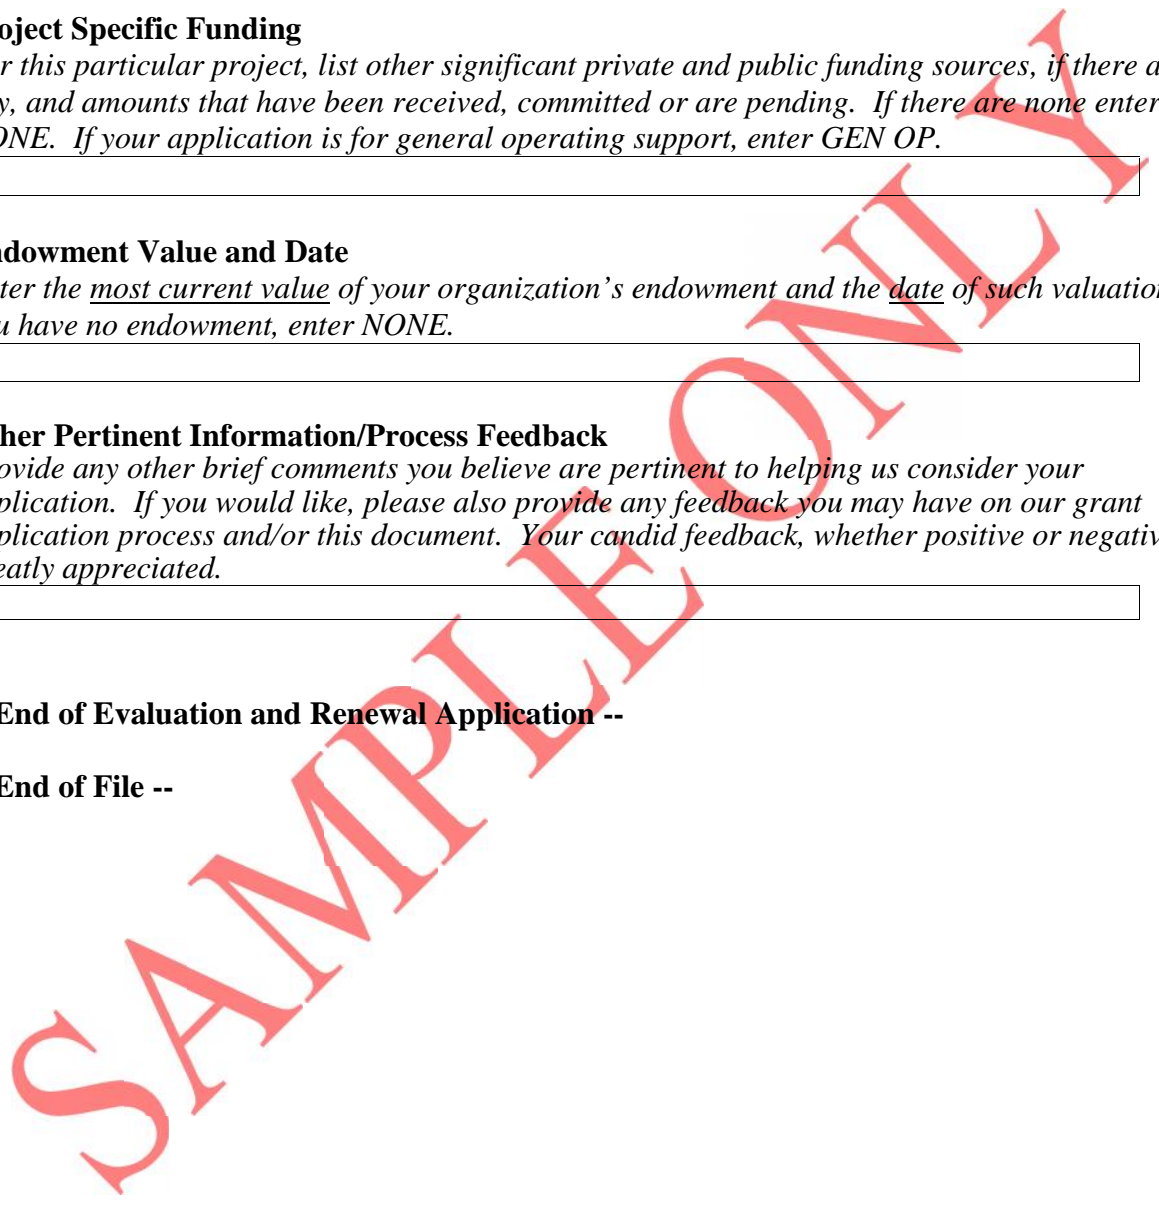 oject Specific Funding
r this particular project, list other significant private and public funding sources, if there a
y, and amounts that have been received, committed or are pending.  If there are none enter
ONE.  If your application is for general operating support, enter GEN OP.
ndowment Value and Date
ter the most current value of your organization’s endowment and the date of such valuation
u have no endowment, enter NONE.
her Pertinent Information/Process Feedback
ovide any other brief comments you believe are pertinent to helping us consider your
plication.  If you would like, please also provide any feedback you may have on our grant
plication process and/or this document.  Your candid feedback, whether positive or negativ
eatly appreciated.
End of Evaluation and Renewal Application --
End of File --
SAMPLE ONLY